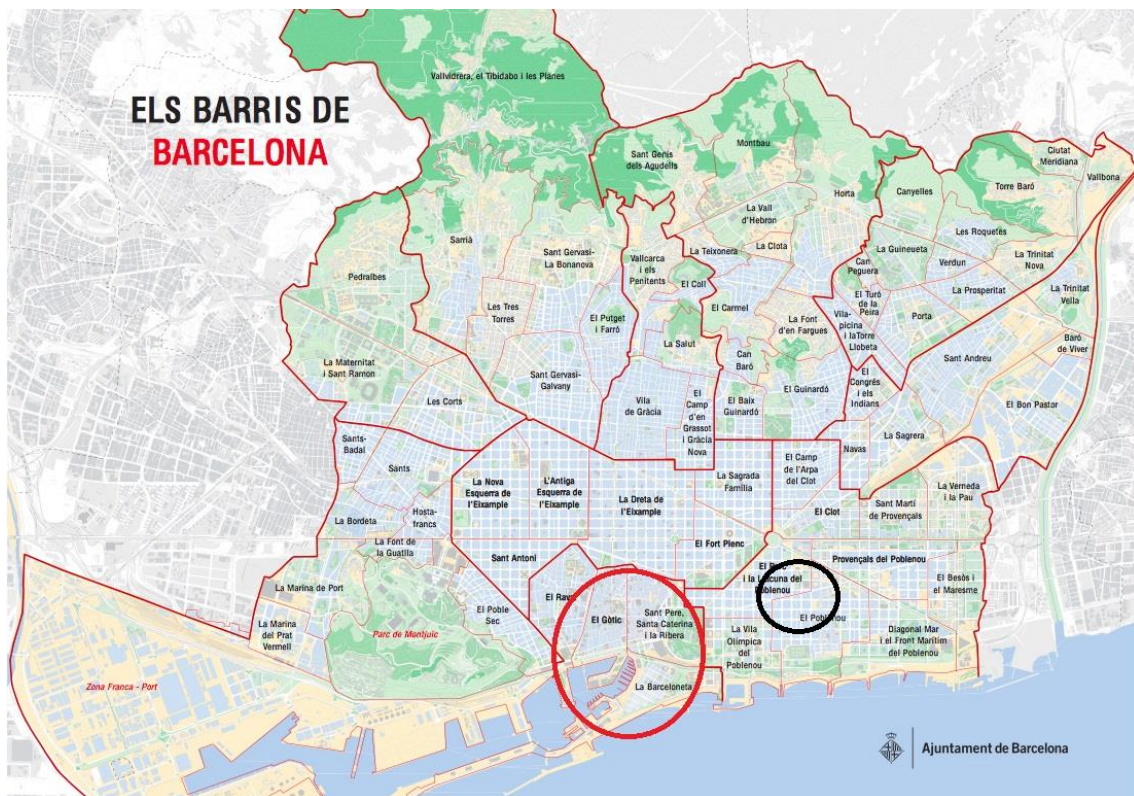 ELS BARRIS DE
BARCELONA
Vallvidrera, el Tibidabo i les Planes
Sant Genís
dels Agudells
Montbau
Ciutat
Meridiana
Vallbona
Torre Baró
Canyelles
Horta
La Vall
d'Hebron
Les Roquetes
La Trinitat
Nova
La Guineueta
Verdun
Can
Peguera
La Teixonera
La Clota
Sarrià
Sant Gervasi-
La Bonanova
Vallcarca
i els
Penitents
Pedralbes
El Coll
El Carmel
El Turó
de la
Peira
La Prosperitat
La Trinitat
Vella
Les Tres
Torres
El Putget
i Farró
La Font
d'en Fargues
Vila-
picina
i la Torre
Llobeta
Porta
Baró
de Viver
La Salut
Can
Baró
Sant Andreu
La Maternitat
i Sant Ramon
Sant Gervasi-
Galvany
El Guinardó
El
Congrés
i els
Indians
Les Corts
Vila
de Gràcia
El
Camp
d'en
Grassot
i Gràcia
Nova
El Baix
Guinardó
El Bon Pastor
Sants-
Badal
Navas
La Sagrera
Sants
La Nova
Esquerra de
l'Eixample
L'Antiga
Esquerra de
l'Eixample
La Dreta de
l'Eixample
La Sagrada
Família
El Camp
de l'Arpa
del Clot
La Verneda
i la Pau
Sant Martí
de Provençals
El Clot
La Bordeta
Hosta-
francs
La Font de
la Guatlla
Sant Antoni
El Fort Pienc
Provençals del Poblenou
i la
del
El Besòs i
el Maresme
La Marina de Port
El Poble
Sec
El
El Gòtic
Sant Pere,
Santa Caterina
i la Ribera
El Poblenou
La Marina
del Prat
Vermell
Parc de Montjuïc
La Vila
Olímpica
del
Poblenou
Diagonal Mar
i el Front Marítim
del Poblenou
Zona Franca - Port
La Barceloneta
Ajuntament de Barcelona